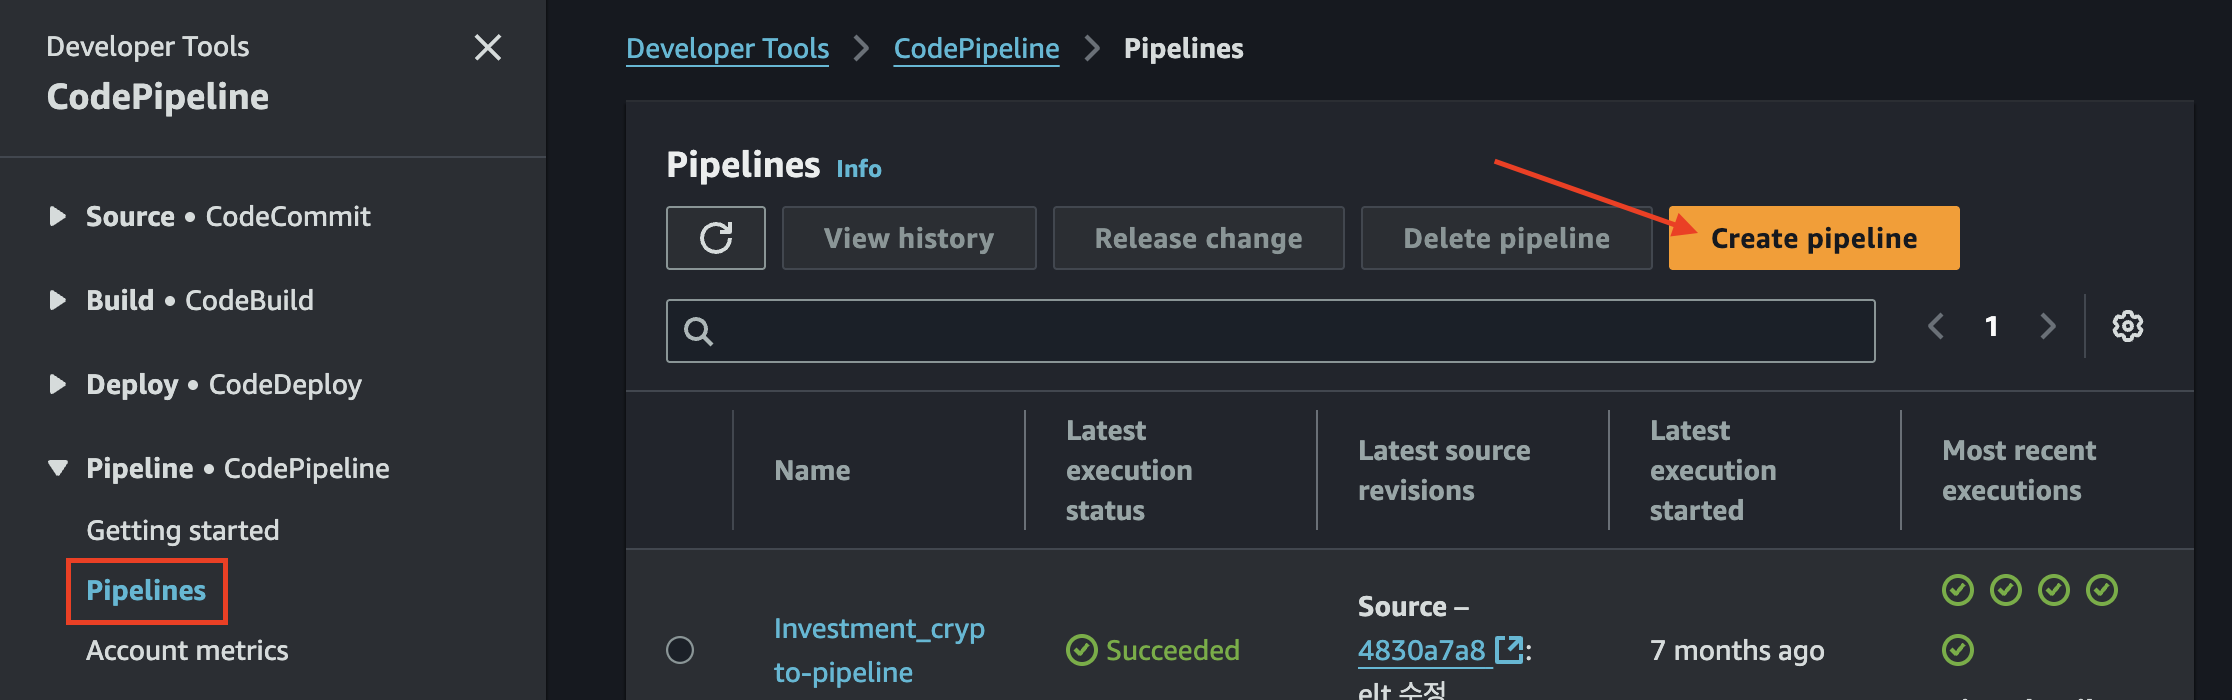 Developer Tools
CodePipeline
Source • CodeCommit
Build • CodeBuild
Deploy • CodeDeploy
Pipeline • CodePipeline
Getting started
Pipelines
Account metrics
Developer Tools > CodePipeline > Pipelines
Pipelines Info
View history Release change Delete pipeline Create pipeline
1
Name
Latest
execution
status
Latest source
revisions
Latest
execution
started
Most recent
executions
Investment_cryp
to-pipeline
Succeeded
Source –
4830a7a8 :
elt 수정
7 months ago